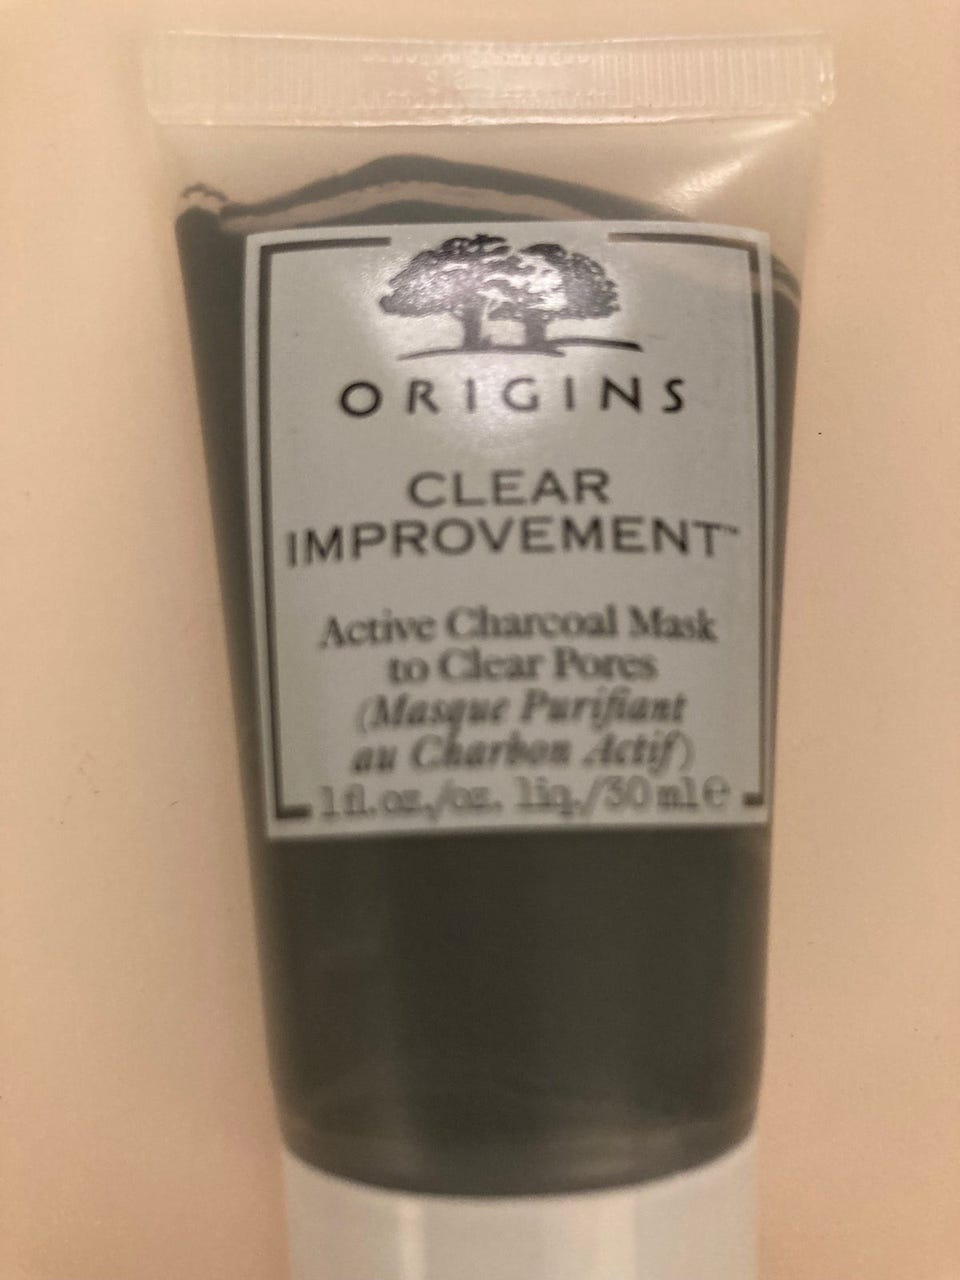 ORIGINS
CLEAR
IMPROVEMENT™
Active Charcoal Mask
to Clear Pores
(Masque Purifiant
au Charbon Actif)
1 fl.oz./oz. liq./30 ml e